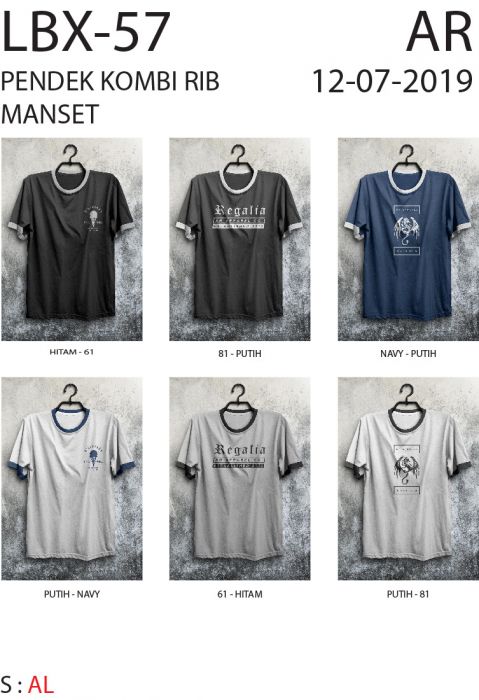 LBX-57
AR
PENDEK KOMBI RIB
MANSET
12-07-2019
Regalia
HITAM - 61
81 - PUTIH
NAVY - PUTIH
Regalia
PUTIH - NAVY
61 - HITAM
PUTIH - 81
S : AL